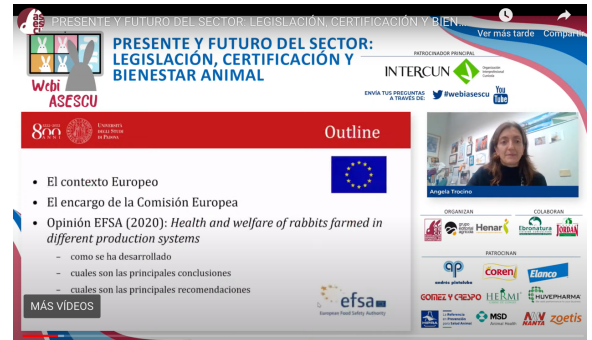 PRESENTE Y FUTURO DEL SECTOR: LEGISLACIÓN, CERTIFICACIÓN Y BIEN...
Ver más tarde
Compartir
PRESENTE Y FUTURO DEL SECTOR:
LEGISLACIÓN, CERTIFICACIÓN Y
BIENESTAR ANIMAL
Webi
ASESCU
PATROCINADOR PRINCIPAL
INTERCUN
Organización
Interprofesional
Cunícola
ENVÍA TUS PREGUNTAS
A TRAVÉS DE:
#webiasescu
You
Tube
800
UNIVERSITÀ
DEGLI STUDI
DI PADOVA
Outline
• El contexto Europeo
• El encargo de la Comisión Europea
• Opinión EFSA (2020): Health and welfare of rabbits farmed in
different production systems
- como se ha desarrollado
- cuales son las principales conclusiones
- cuales son las principales recomendaciones
efsa
European Food Safety Authority
MÁS VÍDEOS
Angela Trocino
ORGANIZAN
COLABORAN
Henar
Ebronatura
JORDAN
PATROCINAN
andrés pintaluba
COREN
Elanco
GOMEZ Y CRESPO
HERMI
HUVEPHARMA
MSD
Animal Health
NANTA
zoetis